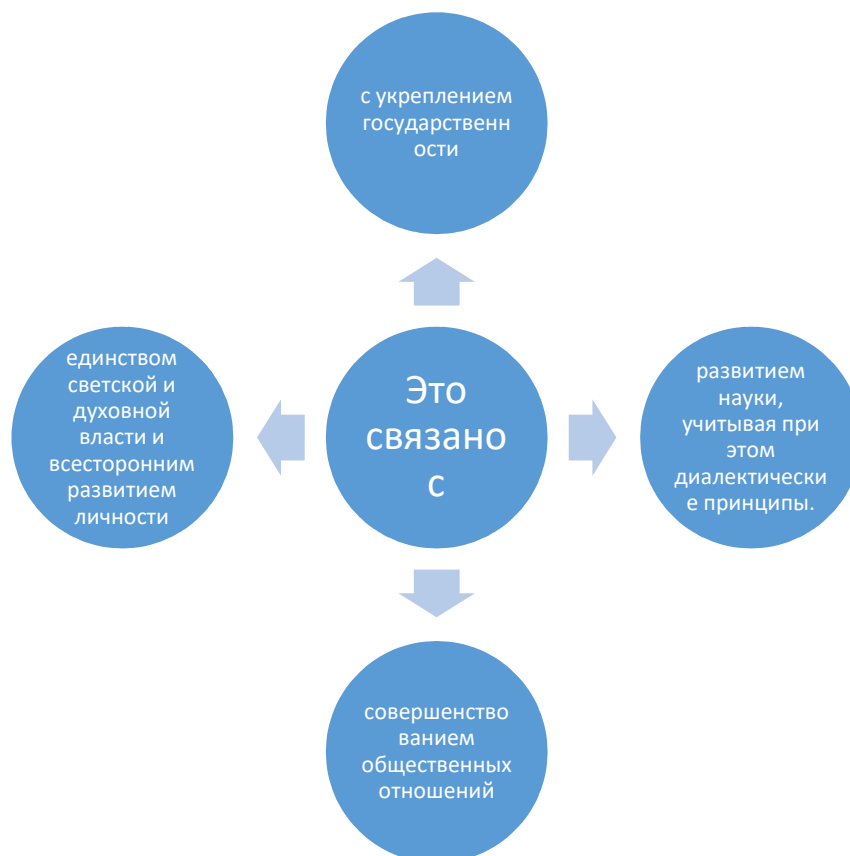 с укреплением
государственн
ости
единством
светской и
духовной
власти и
всесторонним
развитием
личности
Это
связано
с
развитием
науки,
учитывая при
этом
диалектически
е принципы.
совершенство
ванием
общественных
отношений